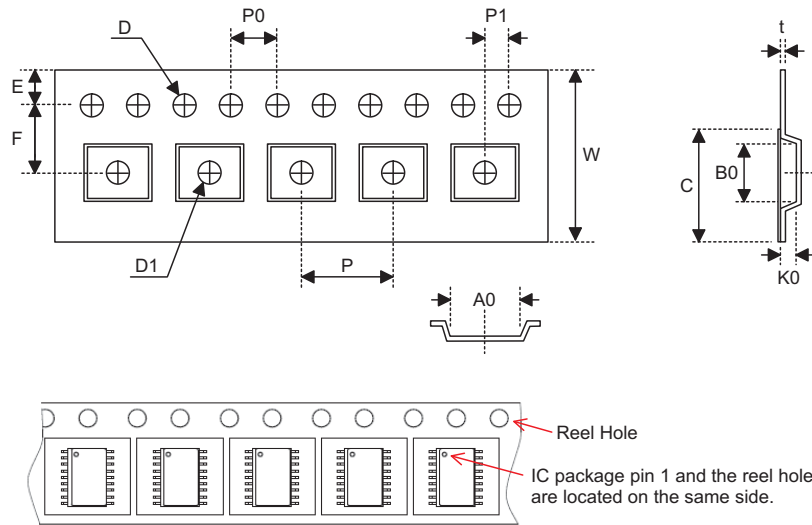 D
P0
P1
t
E
F
W
C
B0
D1
P
K0
A0
Reel Hole
IC package pin 1 and the reel hole
are located on the same side.